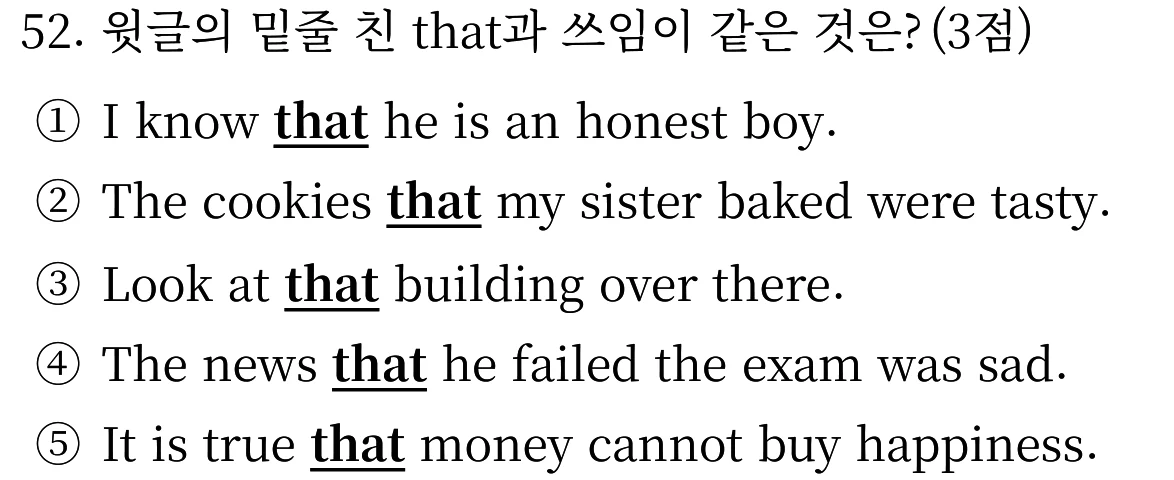 52. 윗글의 밑줄 친 that과 쓰임이 같은 것은? (3점)
① I know that he is an honest boy.
② The cookies that my sister baked were tasty.
③ Look at that building over there.
④ The news that he failed the exam was sad.
⑤ It is true that money cannot buy happiness.